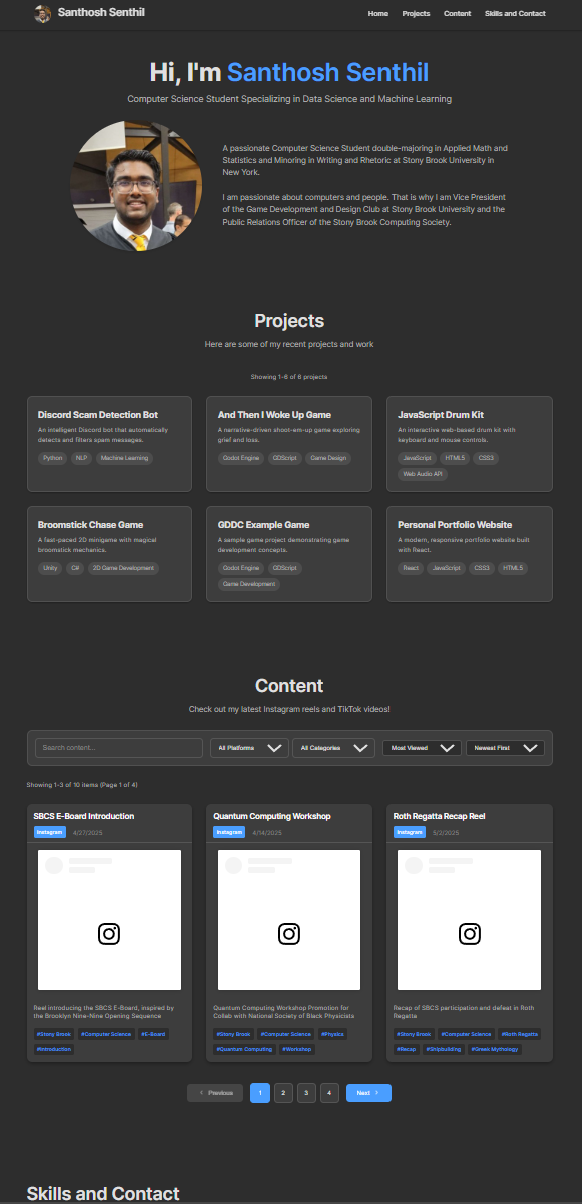 Santhosh Senthil
Home Projects Content Skills and Contact
Hi, I'm Santhosh Senthil
Computer Science Student Specializing in Data Science and Machine Learning
A passionate Computer Science Student double-majoring in Applied Math and
Statistics and Minoring in Writing and Rhetoric at Stony Brook University in
New York.
I am passionate about computers and people. That is why I am Vice President
of the Game Development and Design Club at Stony Brook University and the
Public Relations Officer of the Stony Brook Computing Society.
Projects
Here are some of my recent projects and work
Showing 1-6 of 6 projects
Discord Scam Detection Bot
An intelligent Discord bot that automatically
detects and filters spam messages.
Python NLP Machine Learning
And Then I Woke Up Game
A narrative-driven shoot-em-up game exploring
grief and loss.
Godot Engine GDScript Game Design
JavaScript Drum Kit
An interactive web-based drum kit with
keyboard and mouse controls.
JavaScript HTML5 CSS3
Web Audio API
Broomstick Chase Game
A fast-paced 2D minigame with magical
broomstick mechanics.
Unity C# 2D Game Development
GDDC Example Game
A sample game project demonstrating game
development concepts.
Godot Engine GDScript
Game Development
Personal Portfolio Website
A modern, responsive portfolio website built
with React.
React JavaScript CSS3 HTML5
Content
Check out my latest Instagram reels and TikTok videos!
Search content...
All Platforms
All Categories
Most Viewed
Newest First
Showing 1-3 of 10 items (Page 1 of 4)
SBCS E-Board Introduction
Instagram 4/27/2025
Reel introducing the SBCS E-Board, inspired by
the Brooklyn Nine-Nine Opening Sequence
#Stony Brook #Computer Science #E-Board
#Introduction
Quantum Computing Workshop
Instagram 4/14/2025
Quantum Computing Workshop Promotion for
Collab with National Society of Black Physicists
#Stony Brook #Computer Science #Physics
#Quantum Computing #Workshop
Roth Regatta Recap Reel
Instagram 5/2/2025
Recap of SBCS participation and defeat in Roth
Regatta
#Stony Brook #Computer Science #Roth Regatta
#Recap #Shipbuilding #Greek Mythology
‹ Previous 1 2 3 4 Next ›
Skills and Contact